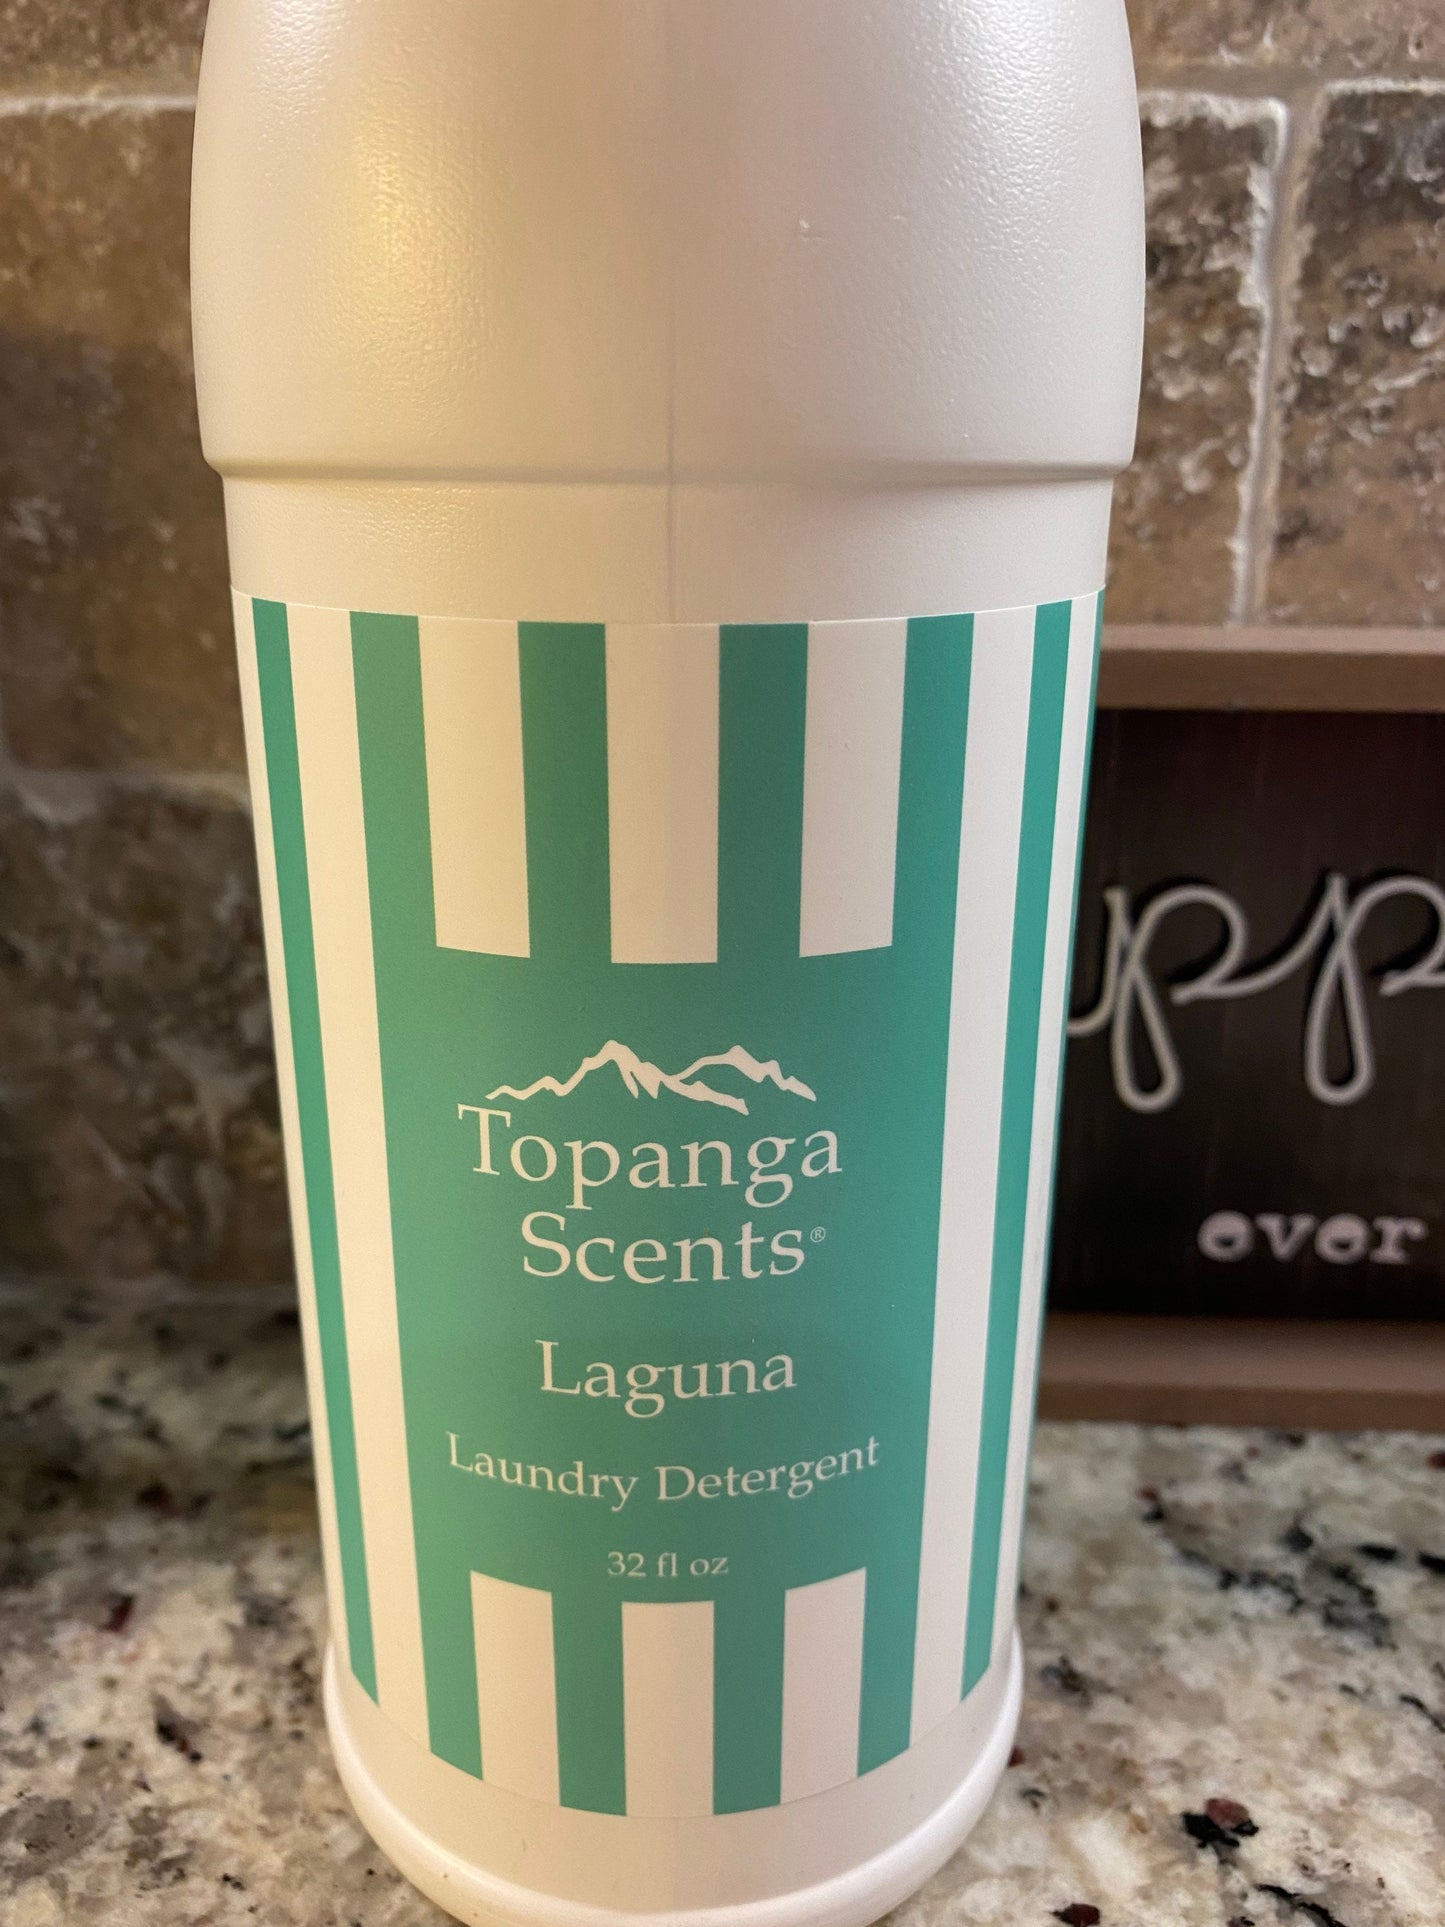 Topanga
Scents®
Laguna
Laundry Detergent
32 fl oz
ever